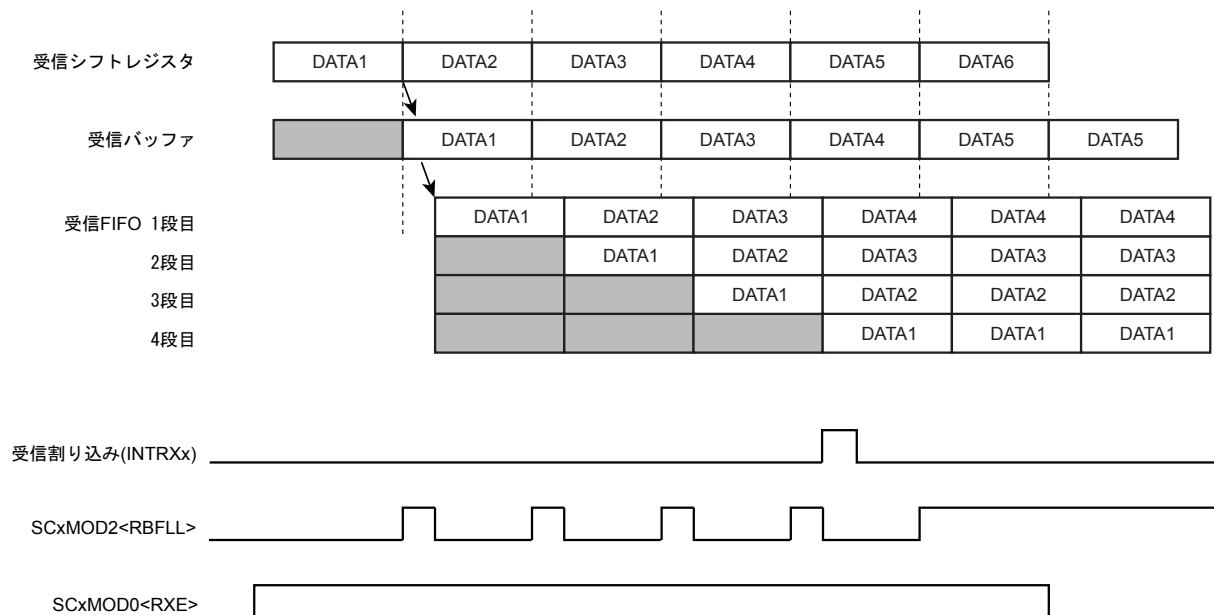 受信シフトレジスタ DATA1 DATA2 DATA3 DATA4 DATA5 DATA6
受信バッファ DATA1 DATA2 DATA3 DATA4 DATA5 DATA5
受信FIFO 1段目 DATA1 DATA2 DATA3 DATA4 DATA4 DATA4
2段目 DATA1 DATA2 DATA3 DATA3 DATA3
3段目 DATA1 DATA2 DATA2 DATA2
4段目 DATA1 DATA1 DATA1
受信割り込み(INTRXx)
SCxMOD2<RBFLL>
SCxMOD0<RXE>